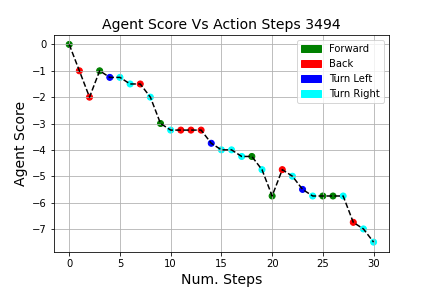 Agent Score Vs Action Steps 3494
Forward
Back
Turn Left
Turn Right
Agent Score
0
−1
−2
−3
−4
−5
−6
−7
0 5 10 15 20 25 30
Num. Steps